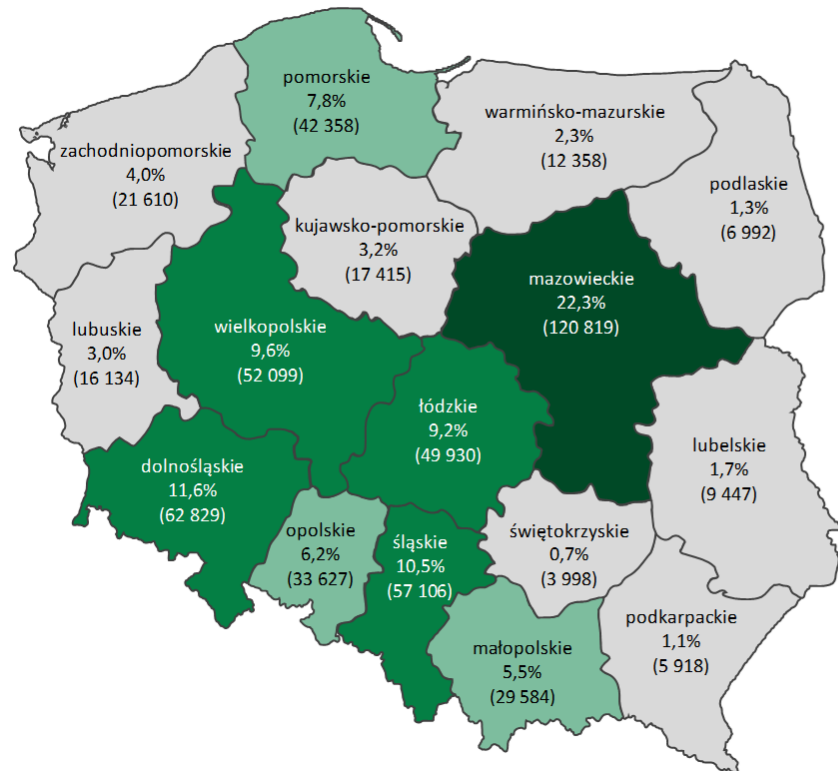 pomorskie
7,8%
(42 358)
warmińsko-mazurskie
2,3%
(12 358)
zachodniopomorskie
4,0%
(21 610)
podlaskie
1,3%
(6 992)
kujawsko-pomorskie
3,2%
(17 415)
mazowieckie
22,3%
(120 819)
lubuskie
3,0%
(16 134)
wielkopolskie
9,6%
(52 099)
łódzkie
9,2%
(49 930)
lubelskie
1,7%
(9 447)
dolnośląskie
11,6%
(62 829)
opolskie
6,2%
(33 627)
śląskie
10,5%
(57 106)
świętokrzyskie
0,7%
(3 998)
podkarpackie
1,1%
(5 918)
małopolskie
5,5%
(29 584)